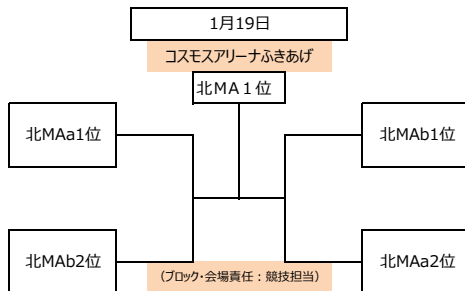 1月19日
コスモスアリーナふきあげ
北MA１位
北MAa1位
北MAb1位
北MAb2位
(ブロック・会場責任：競技担当)
北MAa2位